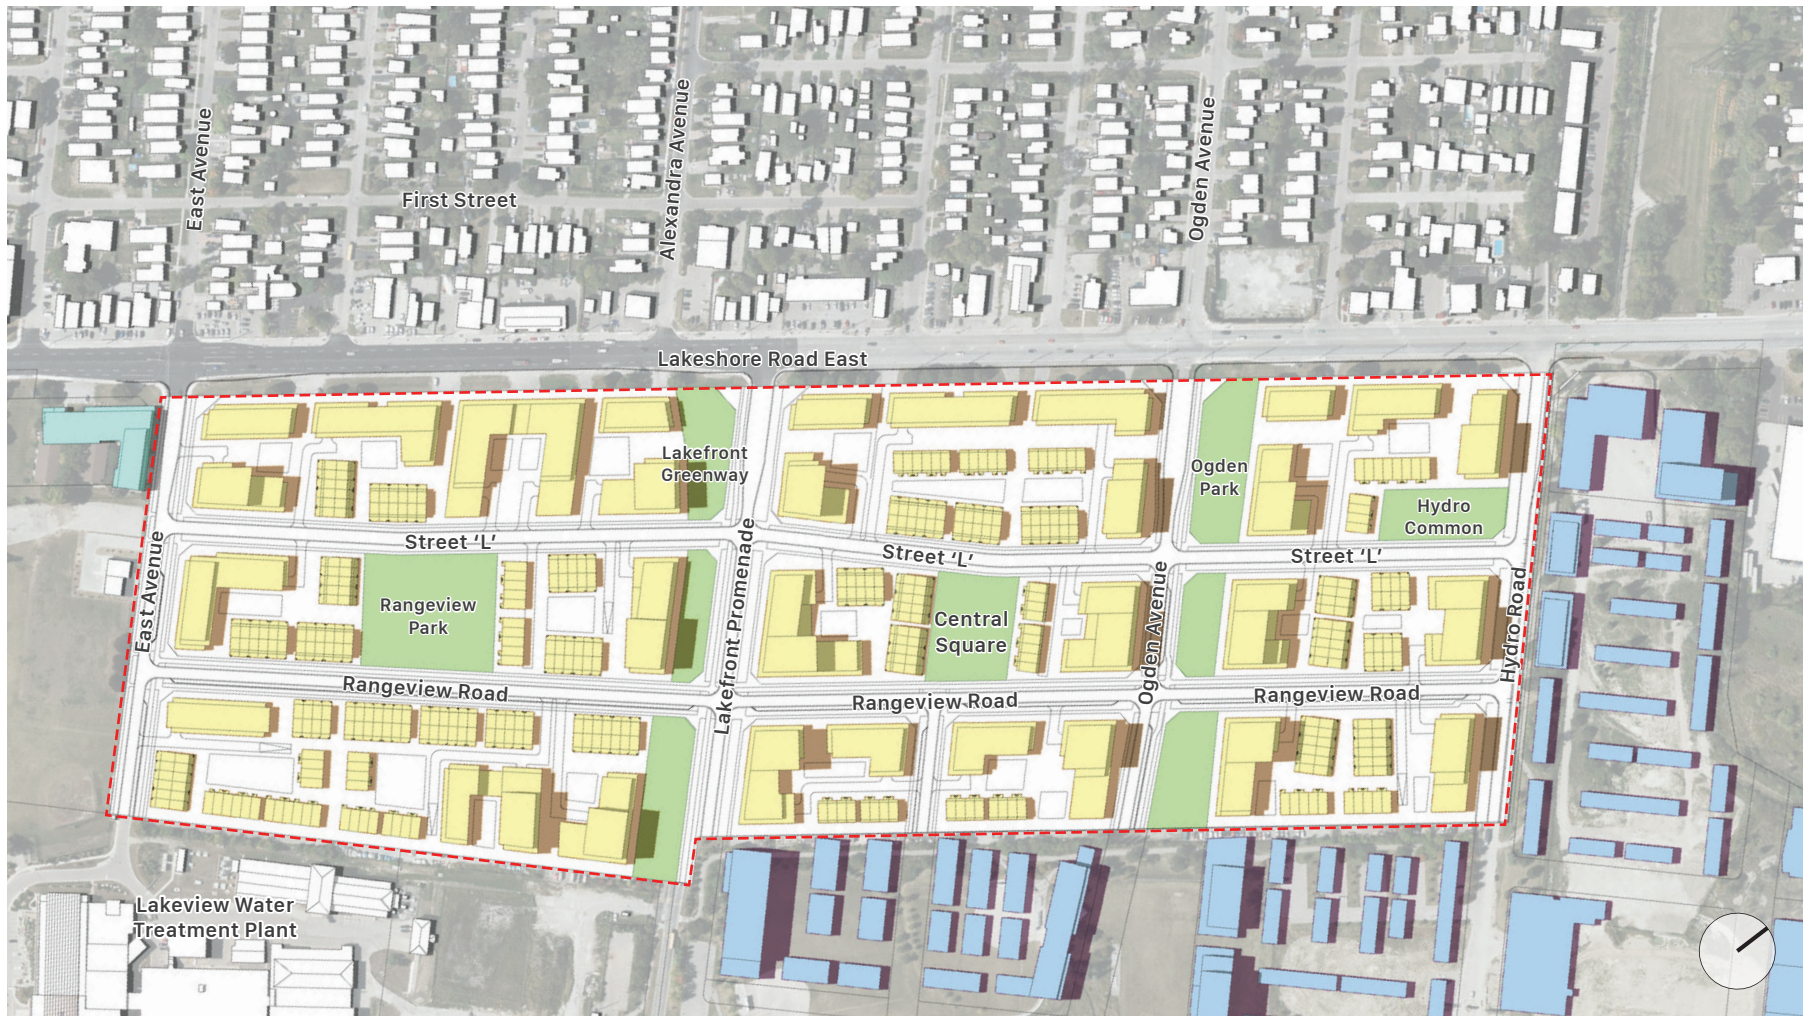 East Avenue
First Street
Alexandra Avenue
Ogden Avenue
Lakeshore Road East
Lakefront
Greenway
Ogden
Park
Hydro
Common
Street ‘L’
Street ‘L’
Street ‘L’
East Avenue
Rangeview
Park
Lakefront Promenade
Central
Square
Ogden Avenue
Hydro Road
Rangeview Road
Rangeview Road
Rangeview Road
Lakeview Water
Treatment Plant